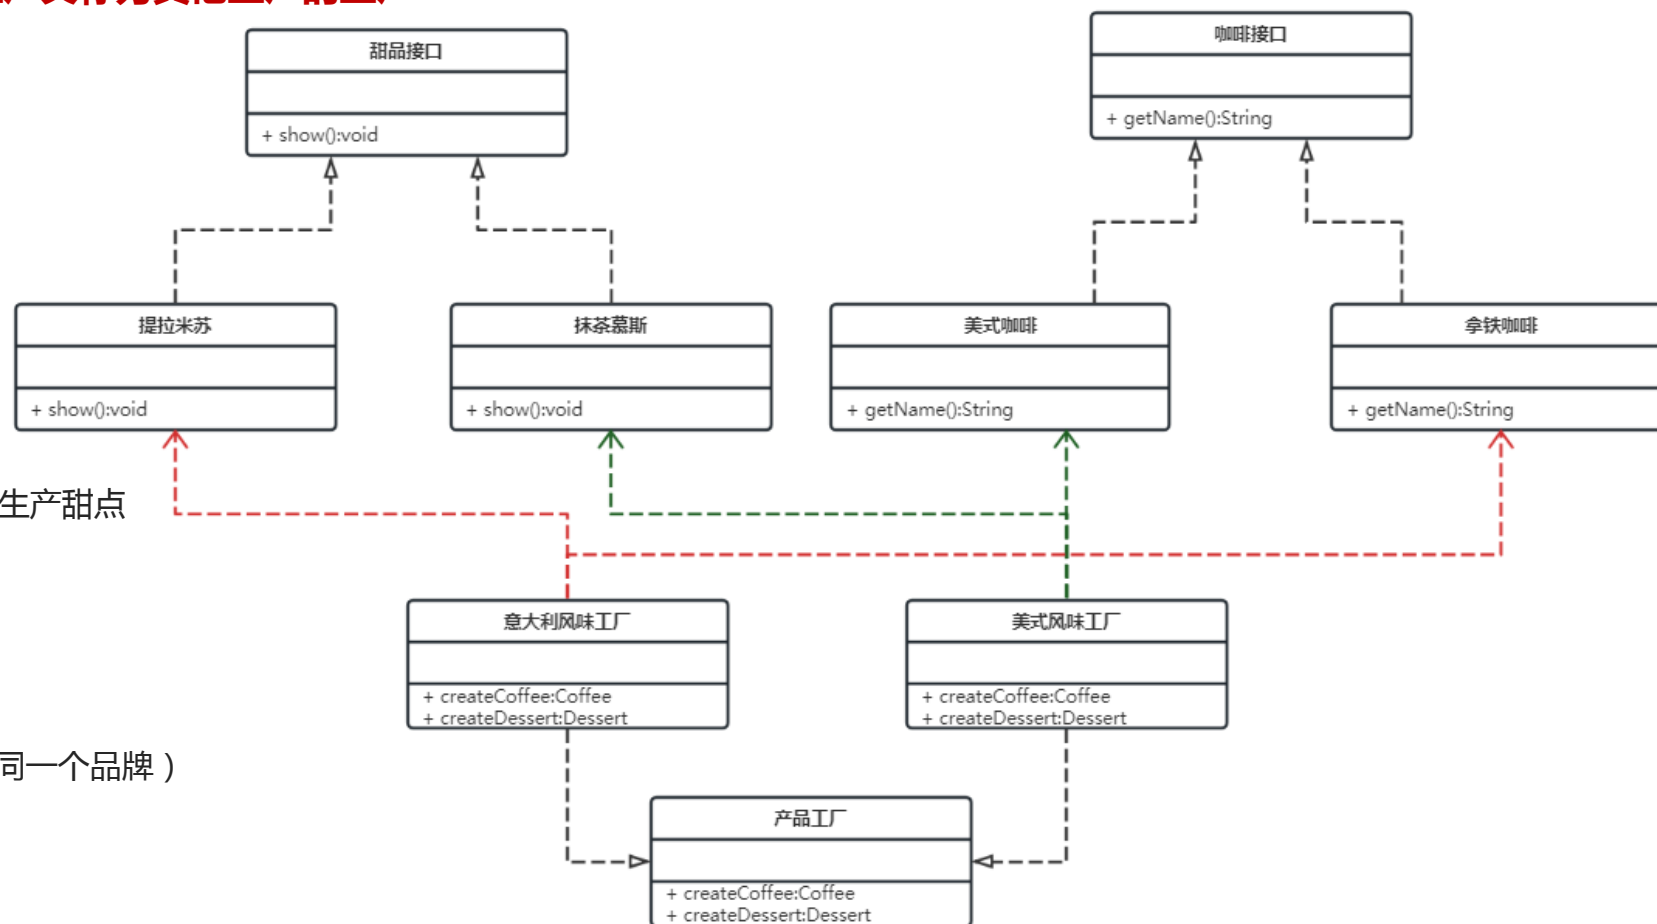 甜品接口
+ show():void
咖啡接口
+ getName():String
提拉米苏
+ show():void
抹茶慕斯
+ show():void
美式咖啡
+ getName():String
拿铁咖啡
+ getName():String
生产甜点
意大利风味工厂
+ createCoffee:Coffee
+ createDessert:Dessert
美式风味工厂
+ createCoffee:Coffee
+ createDessert:Dessert
同一个品牌）
产品工厂
+ createCoffee:Coffee
+ createDessert:Dessert